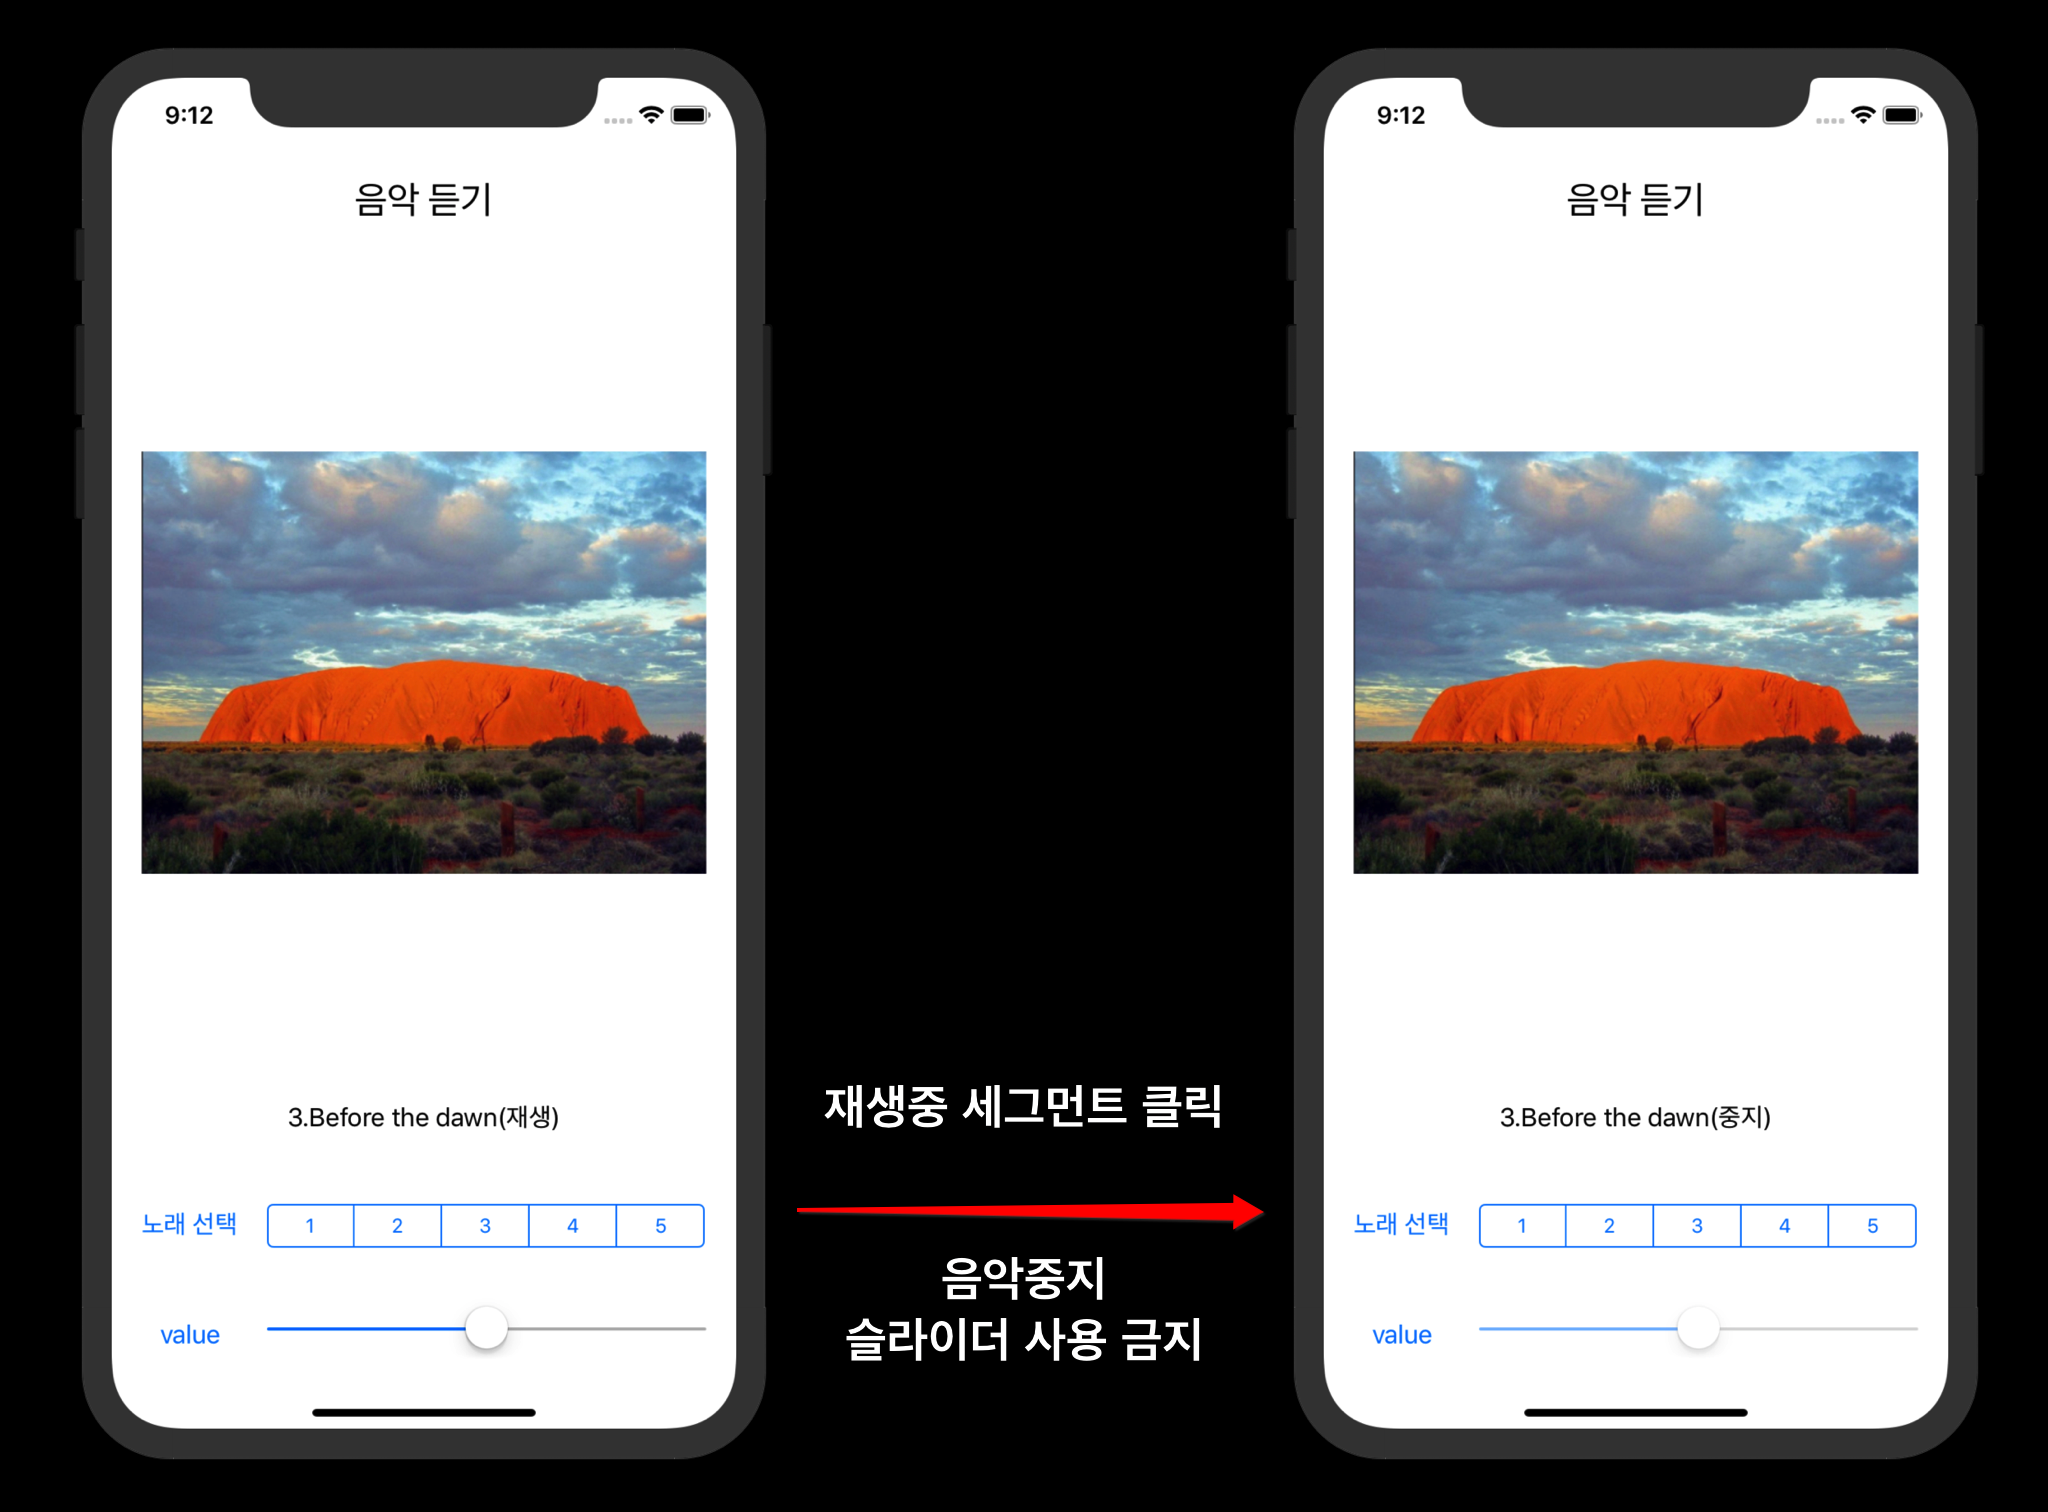 9:12
음악 듣기
3.Before the dawn(재생)
노래 선택 1 2 3 4 5
value
재생중 세그먼트 클릭
음악중지
슬라이더 사용 금지
9:12
음악 듣기
3.Before the dawn(중지)
노래 선택 1 2 3 4 5
value